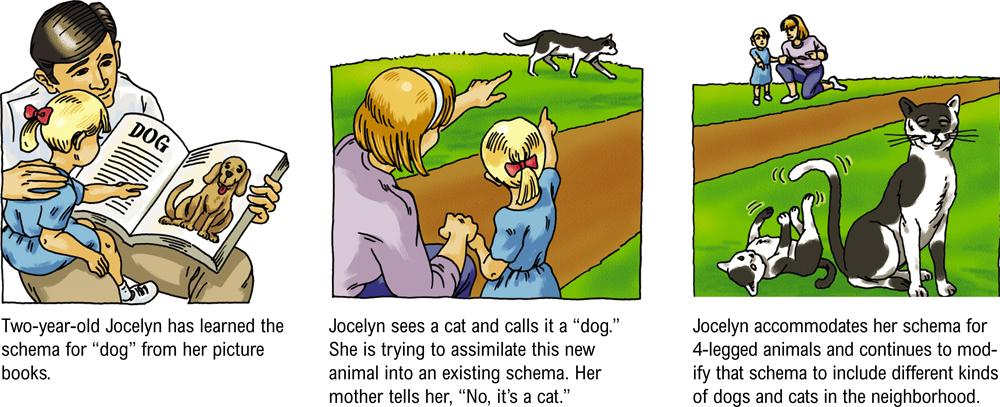 DOG
Two-year-old Jocelyn has learned the
schema for “dog” from her picture
books.
Jocelyn sees a cat and calls it a “dog.”
She is trying to assimilate this new
animal into an existing schema. Her
mother tells her, “No, it’s a cat.”
Jocelyn accommodates her schema for
4-legged animals and continues to mod-
ify that schema to include different kinds
of dogs and cats in the neighborhood.